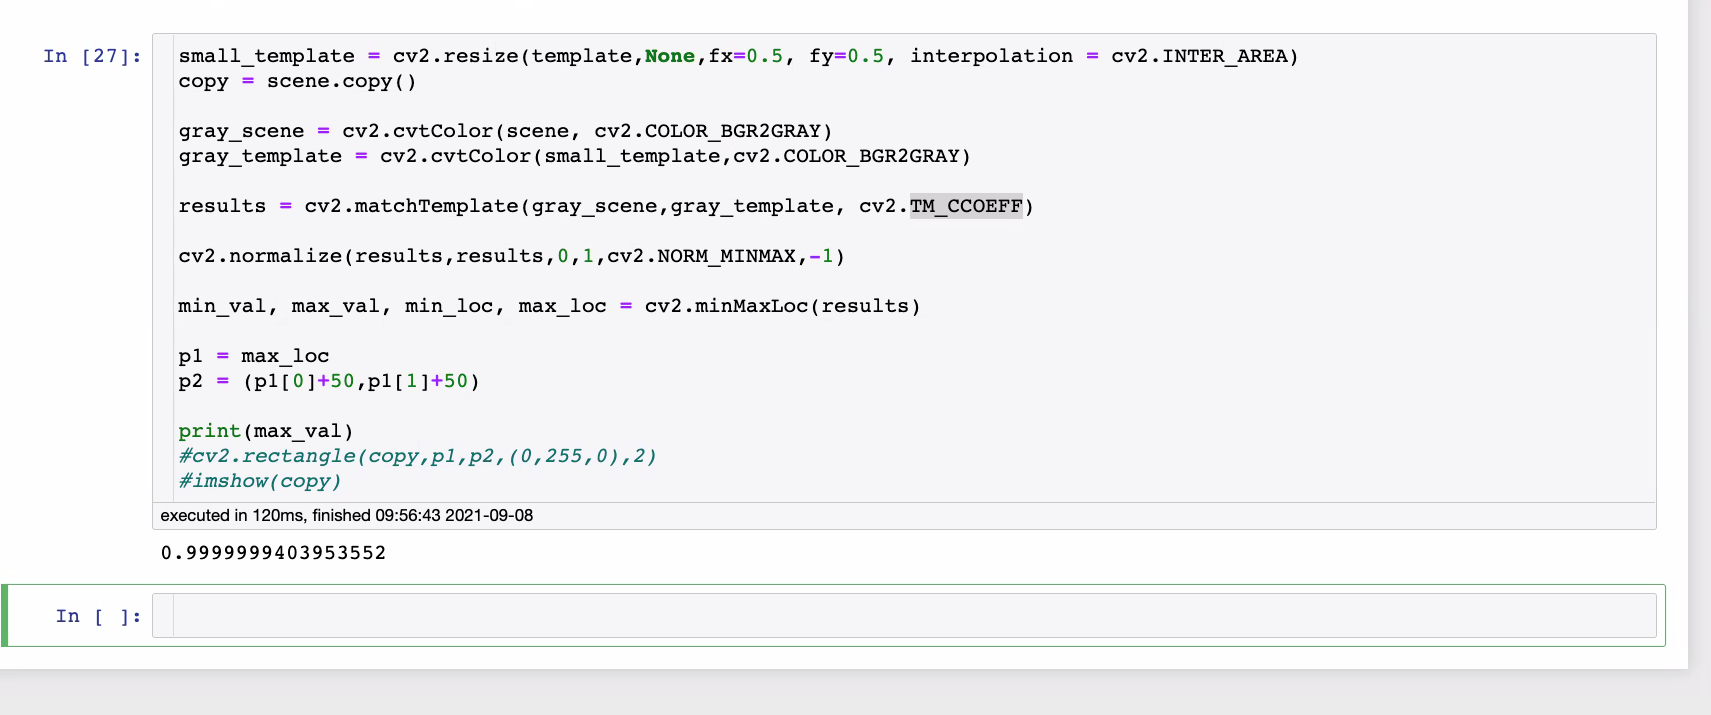 In [27]:
small_template = cv2.resize(template,None,fx=0.5, fy=0.5, interpolation = cv2.INTER_AREA)
copy = scene.copy()
gray_scene = cv2.cvtColor(scene, cv2.COLOR_BGR2GRAY)
gray_template = cv2.cvtColor(small_template,cv2.COLOR_BGR2GRAY)
results = cv2.matchTemplate(gray_scene,gray_template, cv2.TM_CCOEFF)
cv2.normalize(results,results,0,1,cv2.NORM_MINMAX,-1)
min_val, max_val, min_loc, max_loc = cv2.minMaxLoc(results)
p1 = max_loc
p2 = (p1[0]+50,p1[1]+50)
print(max_val)
#cv2.rectangle(copy,p1,p2,(0,255,0),2)
#imshow(copy)
executed in 120ms, finished 09:56:43 2021-09-08
0.9999999403953552
In [ ]: